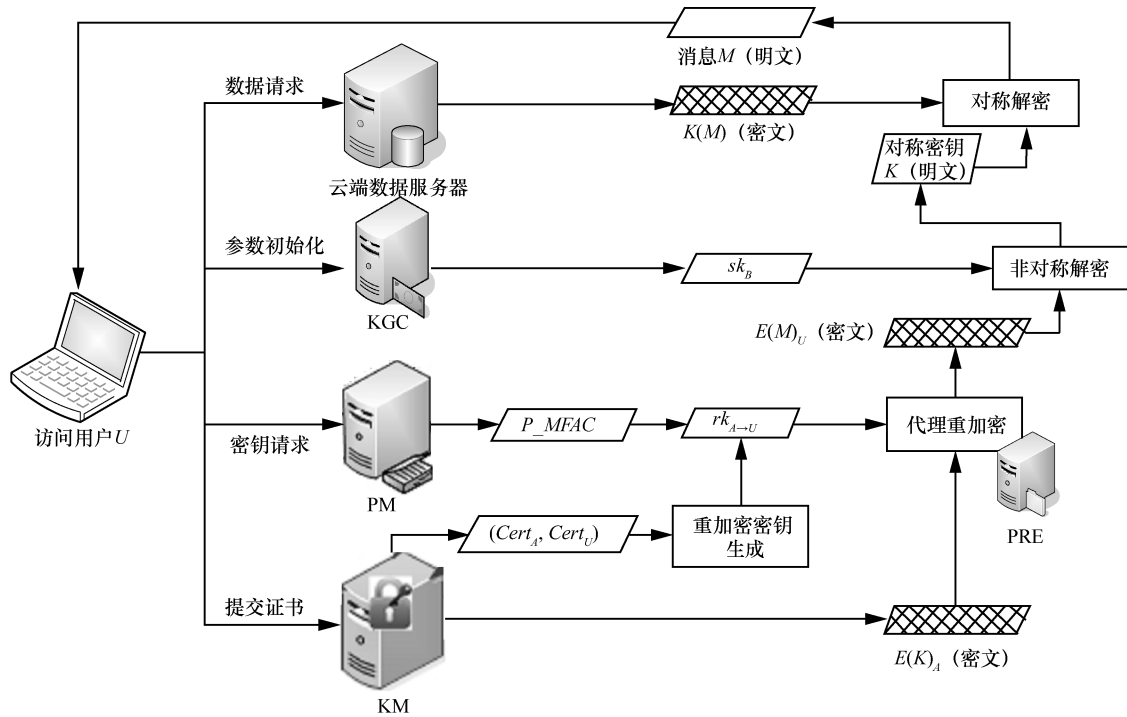 消息M（明文）
数据请求
K(M)（密文）
对称解密
对称密钥
K（明文）
云端数据服务器
参数初始化
sk_B
非对称解密
KGC
E(M)_U（密文）
访问用户U
密钥请求
P_MFAC
rk_{A→U}
代理重加密
PM
(Cert_A, Cert_U)
重加密密钥
生成
PRE
提交证书
E(K)_A（密文）
KM